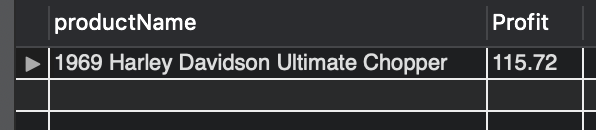 productName Profit
1969 Harley Davidson Ultimate Chopper 115.72